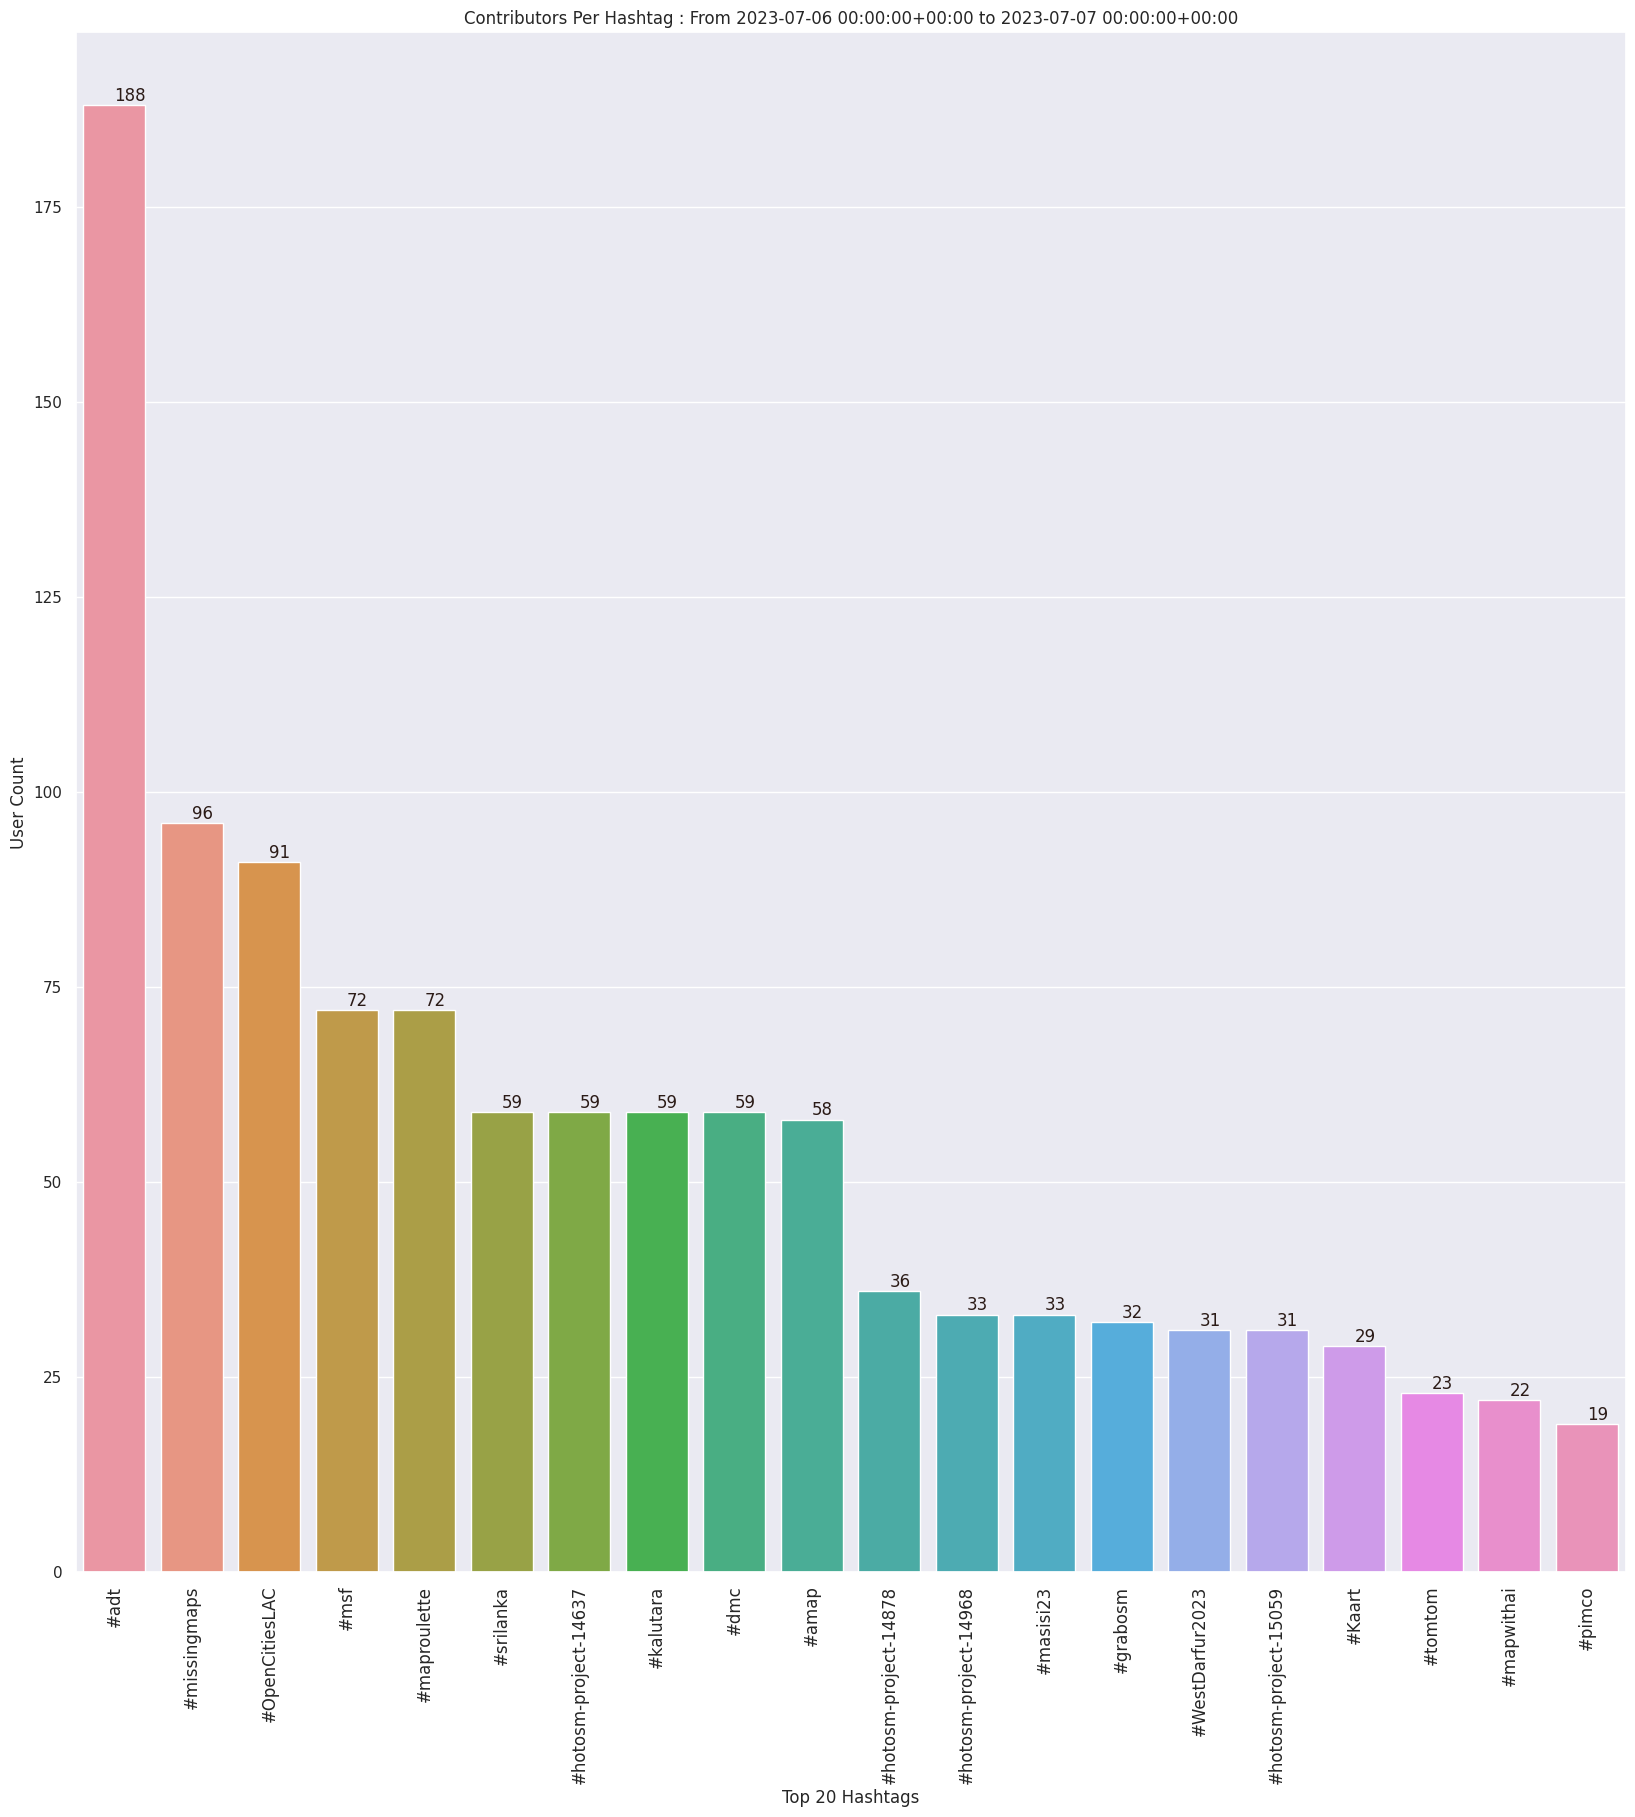 Contributors Per Hashtag : From 2023-07-06 00:00:00+00:00 to 2023-07-07 00:00:00+00:00
User Count
175
150
125
100
75
50
25
0
188
96
91
72
72
59
59
59
59
58
36
33
33
32
31
31
29
23
22
19
#adt
#missingmaps
#OpenCitiesLAC
#msf
#maproulette
#srilanka
#hotosm-project-14637
#kalutara
#dmc
#amap
#hotosm-project-14878
#hotosm-project-14968
#masisi23
#grabosm
#WestDarfur2023
#hotosm-project-15059
#Kaart
#tomtom
#mapwithai
#pimco
Top 20 Hashtags